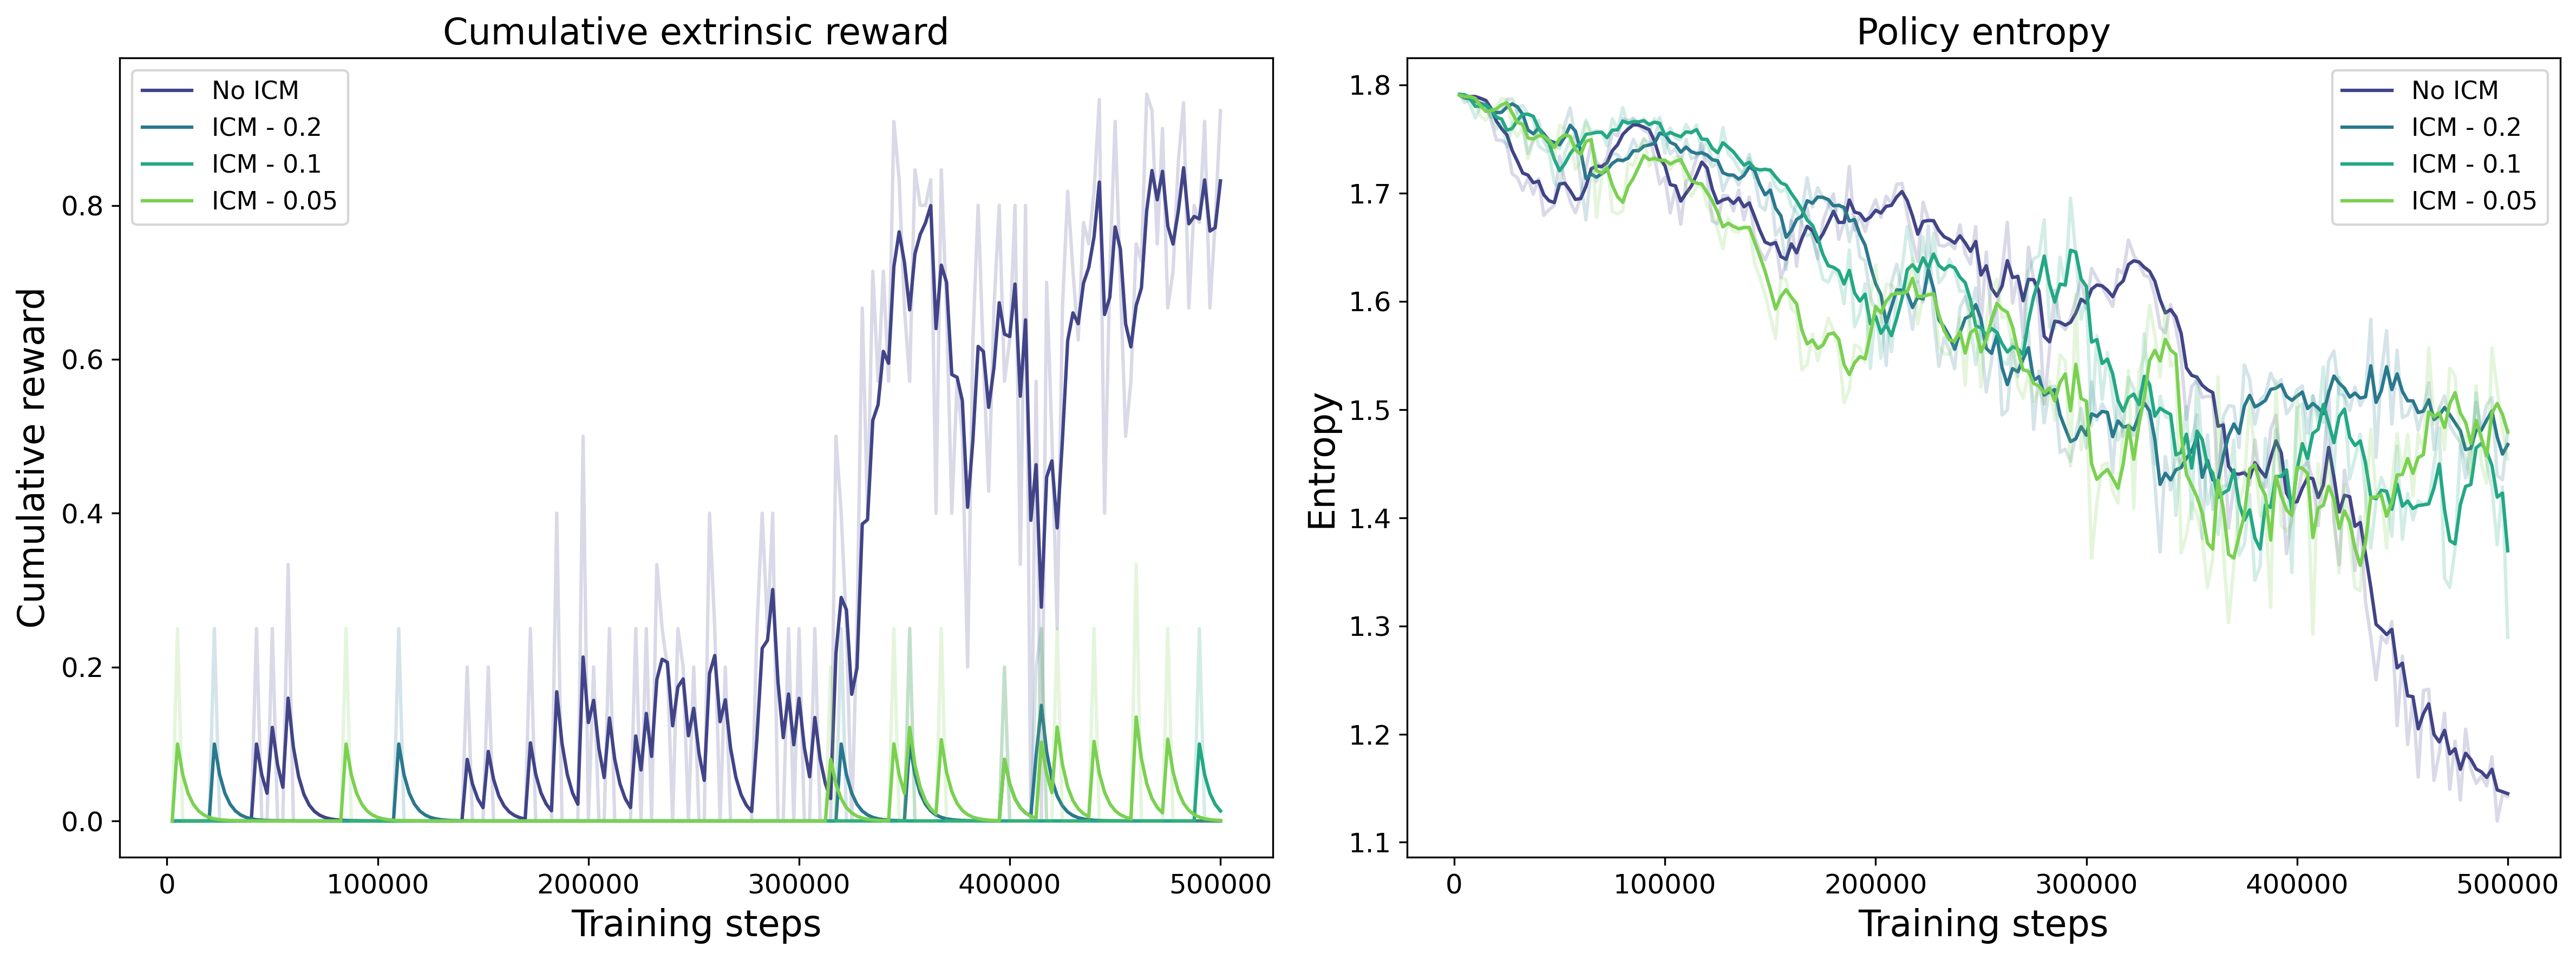 Cumulative extrinsic reward
No ICM
ICM - 0.2
ICM - 0.1
ICM - 0.05
Cumulative reward
0.8
0.6
0.4
0.2
0.0
0
100000
200000
300000
400000
500000
Training steps
Policy entropy
No ICM
ICM - 0.2
ICM - 0.1
ICM - 0.05
Entropy
1.8
1.7
1.6
1.5
1.4
1.3
1.2
1.1
0
100000
200000
300000
400000
500000
Training steps